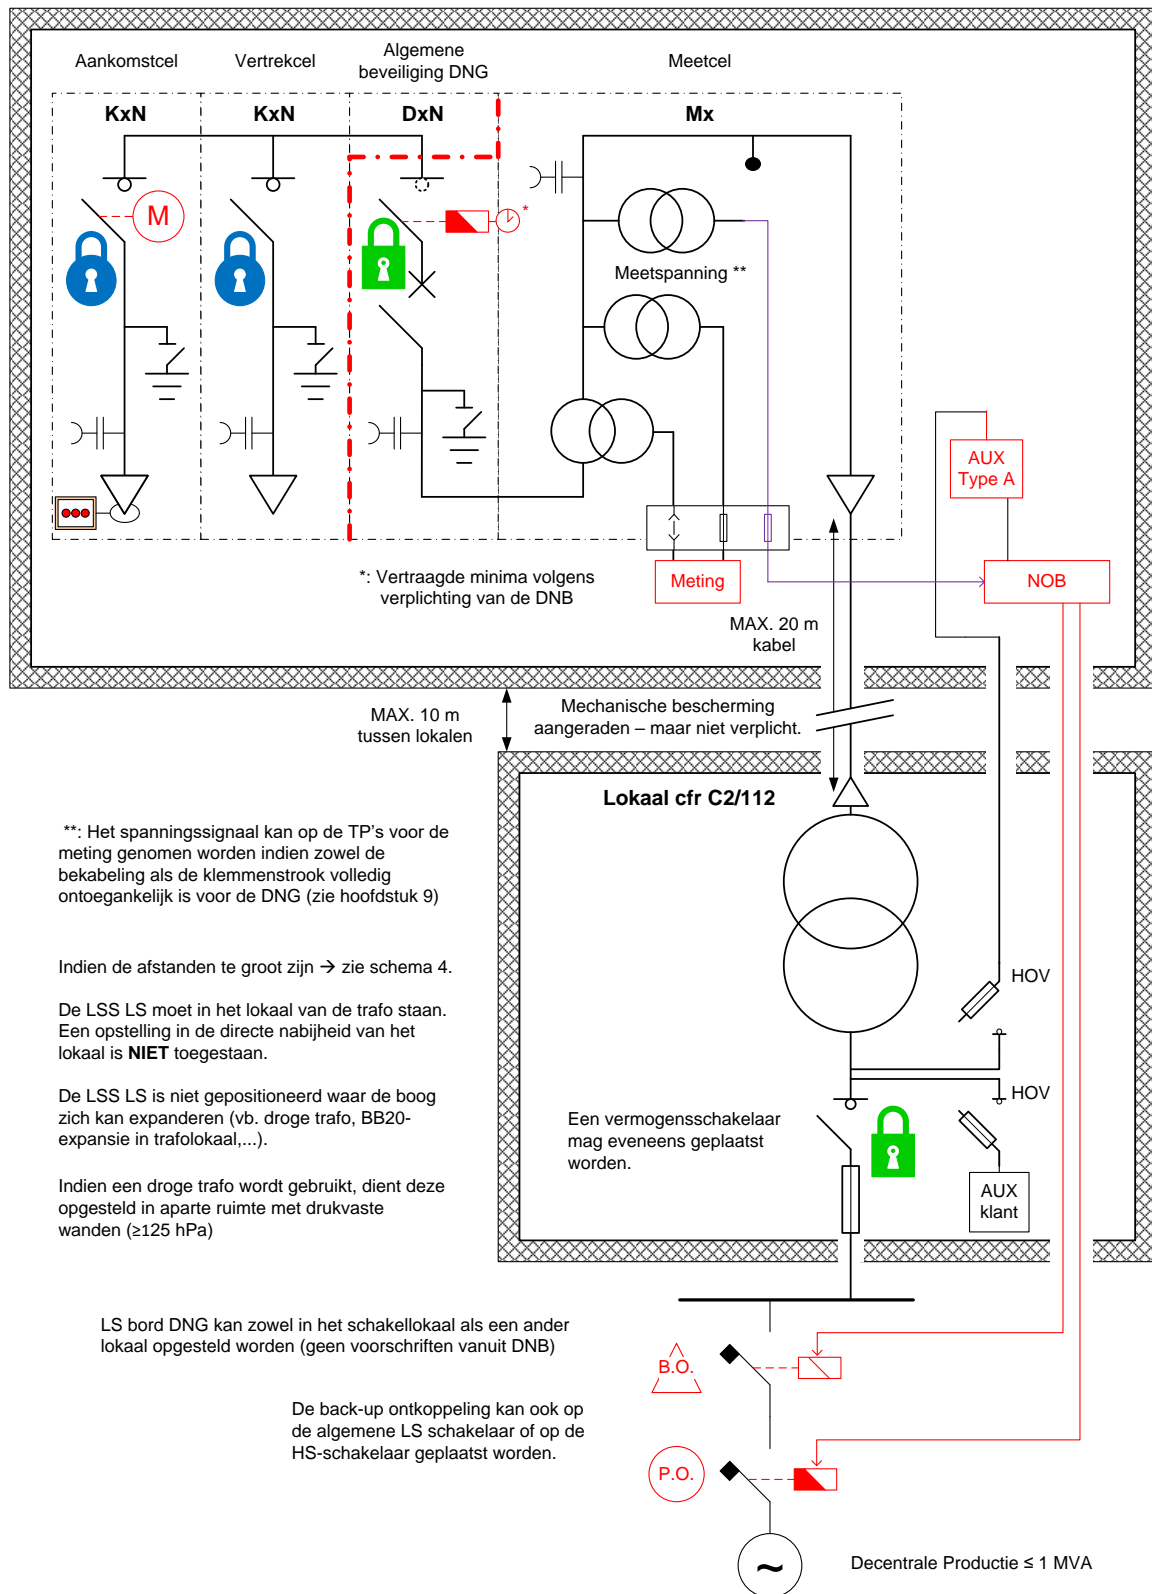 Aankomstcel
Vertrekcel
Algemene
beveiliging DNG
Meetcel
KxN
KxN
DxN
Mx
M
*
Meetspanning **
AUX
Type A
Meting
NOB
*: Vertraagde minima volgens
verplichting van de DNB
MAX. 20 m
kabel
MAX. 10 m
tussen lokalen
Mechanische bescherming
aangeraden – maar niet verplicht.
Lokaal cfr C2/112
**: Het spanningssignaal kan op de TP's voor de
meting genomen worden indien zowel de
bekabeling als de klemmenstrook volledig
ontoegankelijk is voor de DNG (zie hoofdstuk 9)
Indien de afstanden te groot zijn → zie schema 4.
De LSS LS moet in het lokaal van de trafo staan.
Een opstelling in de directe nabijheid van het
lokaal is NIET toegestaan.
De LSS LS is niet gepositioneerd waar de boog
zich kan expanderen (vb. droge trafo, BB20-
expansie in trafolokaal,...).
Indien een droge trafo wordt gebruikt, dient deze
opgesteld in aparte ruimte met drukvaste
wanden (≥125 hPa)
HOV
HOV
Een vermogensschakelaar
mag eveneens geplaatst
worden.
AUX
klant
LS bord DNG kan zowel in het schakellokaal als een ander
lokaal opgesteld worden (geen voorschriften vanuit DNB)
B.O.
De back-up ontkoppeling kan ook op
de algemene LS schakelaar of op de
HS-schakelaar geplaatst worden.
P.O.
~
Decentrale Productie ≤ 1 MVA